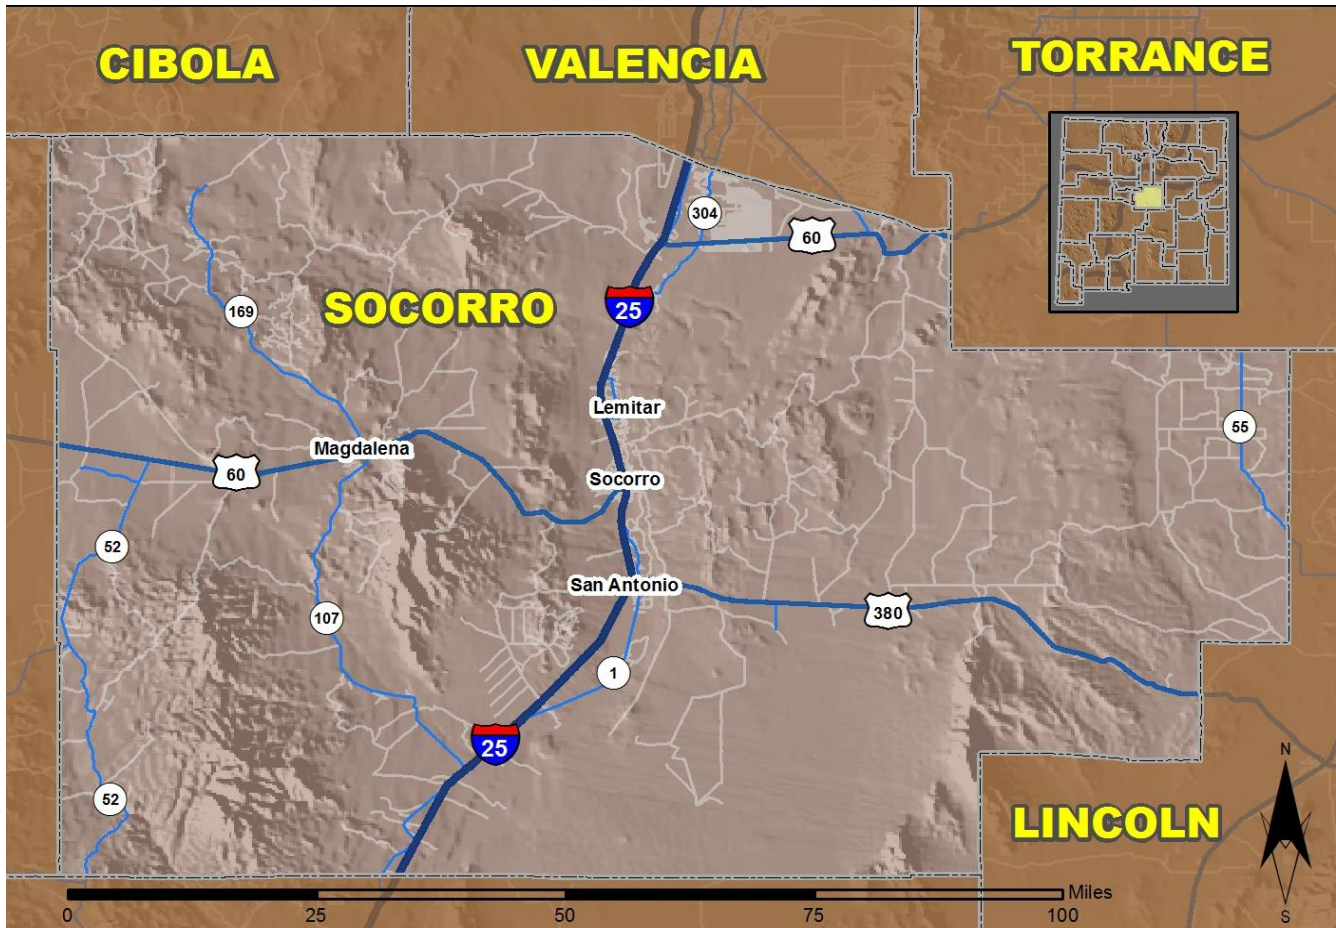 CIBOLA
VALENCIA
TORRANCE
304
60
SOCORRO
25
169
Lemitar
55
Magdalena
60
Socorro
52
San Antonio
380
107
1
25
N
52
LINCOLN
Miles
0
25
50
75
100
S